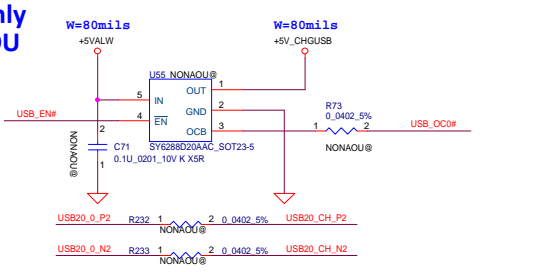 nly
OU
W=80mils
W=80mils
+5VALW
+5V_CHGUSB
U55 NONAOU@
5 IN
OUT 1
GND 2
USB_EN#
4 EN
OCB 3
R73
0_0402_5%
1 2
USB_OC0#
NONAOU@
2
C71
0.1U_0201_10V K X5R
1
NONAOU@
SY6288D20AAC_SOT23-5
USB20_0_P2 R232 1 2 0_0402_5% USB20_CH_P2
NONAOU@
USB20_0_N2 R233 1 2 0_0402_5% USB20_CH_N2
NONAOU@